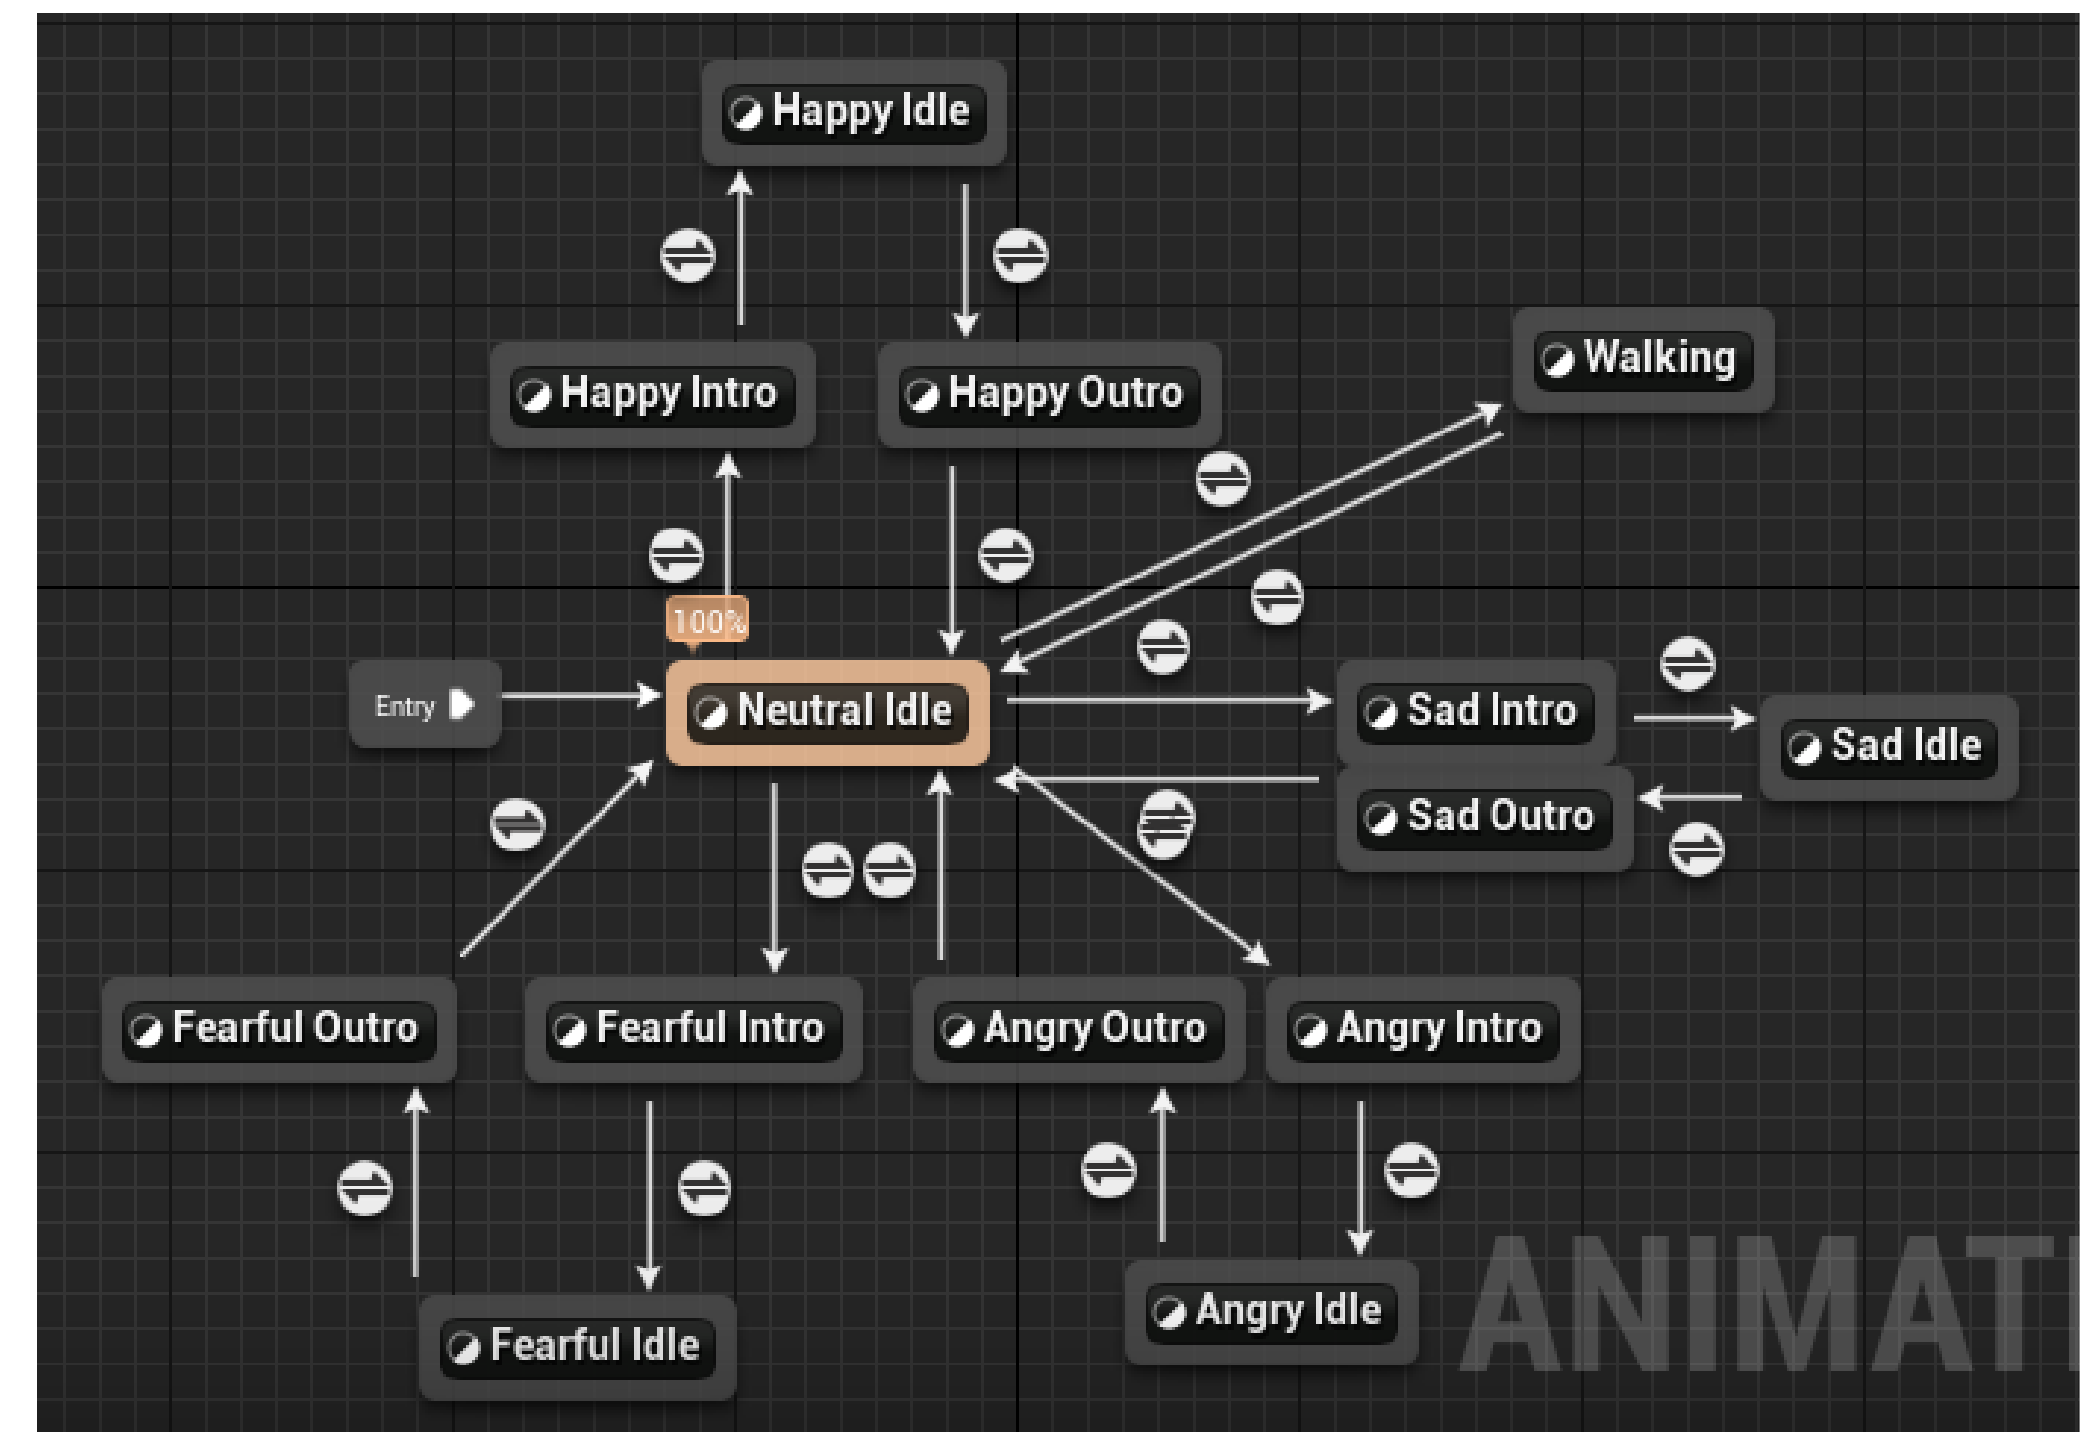 Happy Idle
Happy Intro
Happy Outro
Walking
100%
Entry
Neutral Idle
Sad Intro
Sad Idle
Sad Outro
Fearful Outro
Fearful Intro
Angry Outro
Angry Intro
Angry Idle
Fearful Idle
ANIMAT